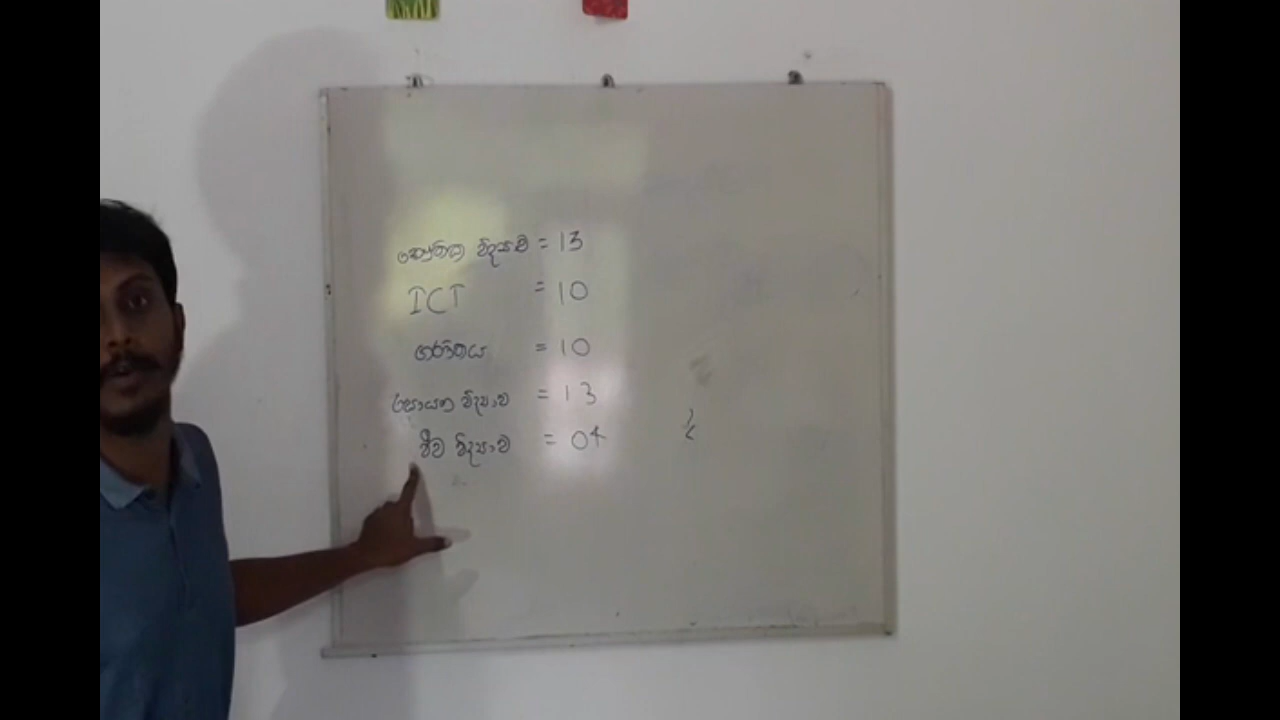 භෞතික විද්‍යාව = 13
ICT = 10
ගණිතය = 10
රසායන විද්‍යාව = 13
ජීව විද්‍යාව = 04